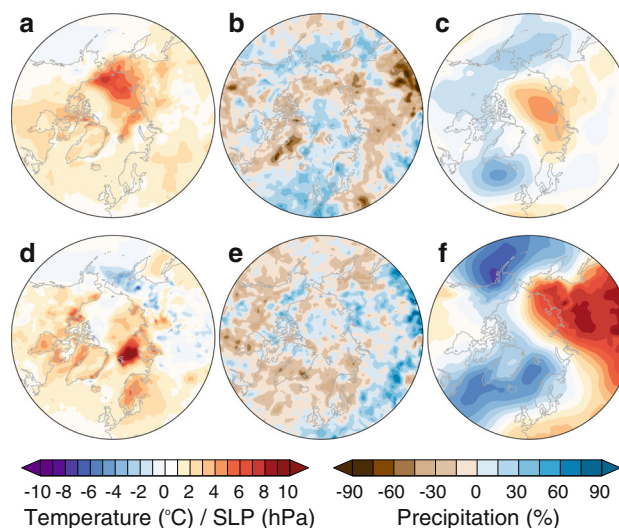 a b c
d e f
-10 -8 -6 -4 -2 0 2 4 6 8 10 -90 -60 -30 0 30 60 90
Temperature (°C) / SLP (hPa) Precipitation (%)